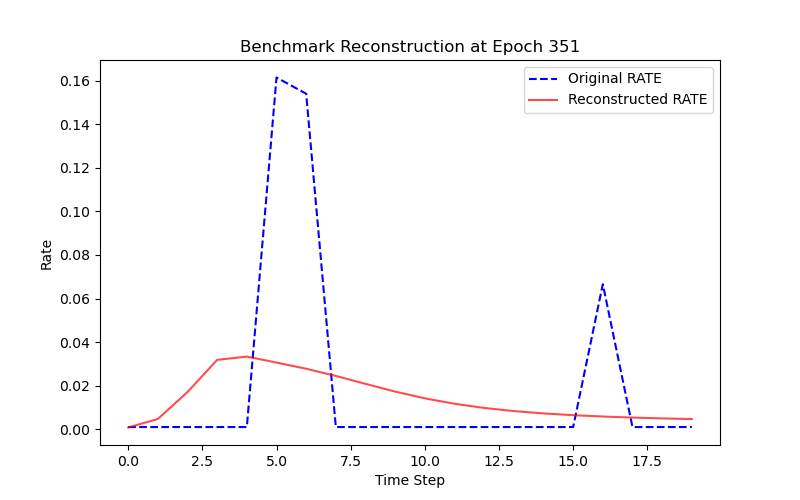 Benchmark Reconstruction at Epoch 351
Original RATE
Reconstructed RATE
Rate
0.16
0.14
0.12
0.10
0.08
0.06
0.04
0.02
0.00
0.0 2.5 5.0 7.5 10.0 12.5 15.0 17.5
Time Step